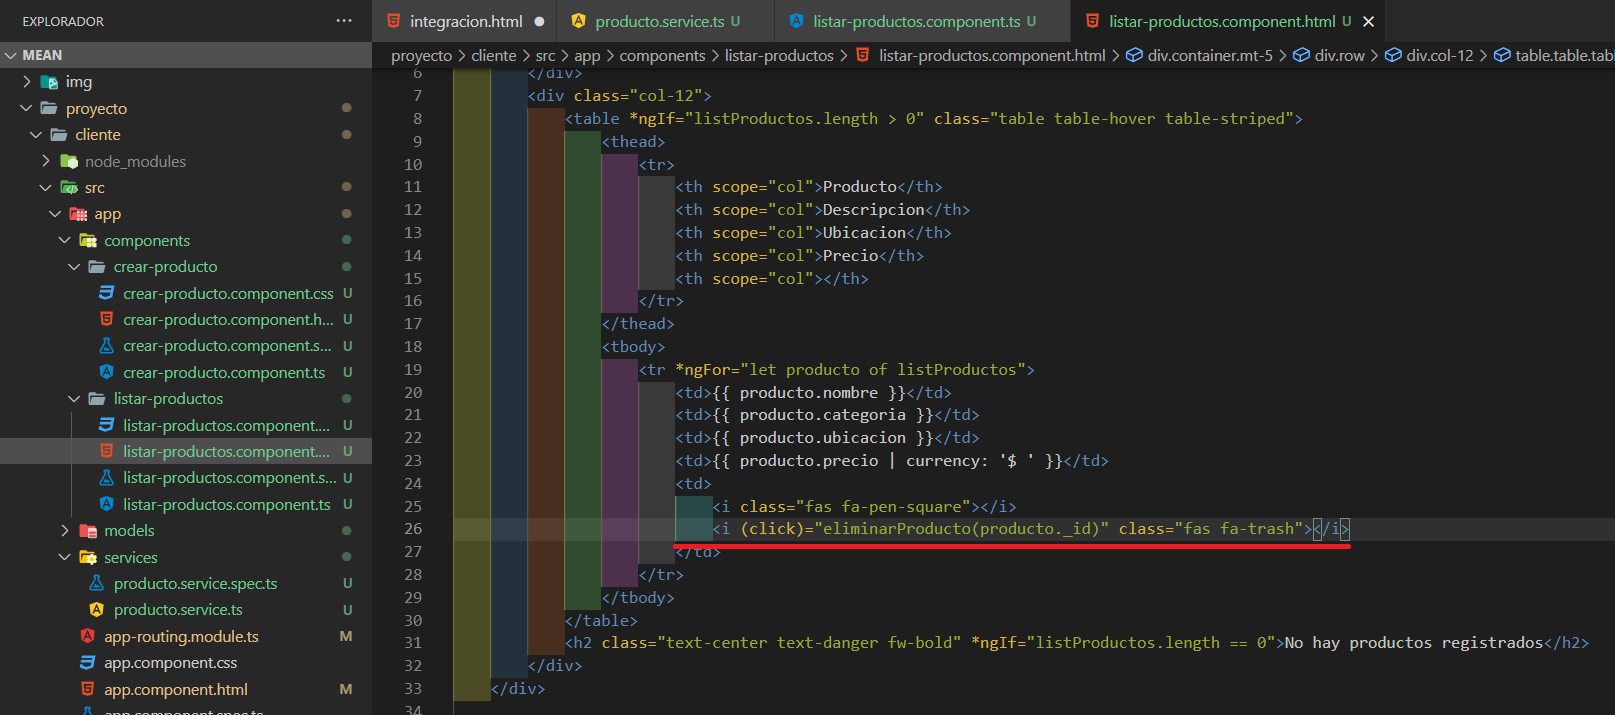 EXPLORADOR ...
MEAN
img
proyecto
cliente
node_modules
src
app
components
crear-producto
crear-producto.component.css U
crear-producto.component.h... U
crear-producto.component.s... U
crear-producto.component.ts U
listar-productos
listar-productos.component.... U
listar-productos.component.... U
listar-productos.component.s... U
listar-productos.component.ts U
models
services
producto.service.spec.ts U
producto.service.ts U
app-routing.module.ts M
app.component.css
app.component.html M
app.component.spec.ts
integracion.html ●
producto.service.ts U
listar-productos.component.ts U
listar-productos.component.html U
proyecto > cliente > src > app > components > listar-productos > listar-productos.component.html > div.container.mt-5 > div.row > div.col-12 > table.table.tabl
6 </div>
7 <div class="col-12">
8 <table *ngIf="listProductos.length > 0" class="table table-hover table-striped">
9 <thead>
10 <tr>
11 <th scope="col">Producto</th>
12 <th scope="col">Descripcion</th>
13 <th scope="col">Ubicacion</th>
14 <th scope="col">Precio</th>
15 <th scope="col"></th>
16 </tr>
17 </thead>
18 <tbody>
19 <tr *ngFor="let producto of listProductos">
20 <td>{{ producto.nombre }}</td>
21 <td>{{ producto.categoria }}</td>
22 <td>{{ producto.ubicacion }}</td>
23 <td>{{ producto.precio | currency: '$ ' }}</td>
24 <td>
25 <i class="fas fa-pen-square"></i>
26 <i (click)="eliminarProducto(producto._id)" class="fas fa-trash"></i>
27 </td>
28 </tr>
29 </tbody>
30 </table>
31 <h2 class="text-center text-danger fw-bold" *ngIf="listProductos.length == 0">No hay productos registrados</h2>
32 </div>
33 </div>
34